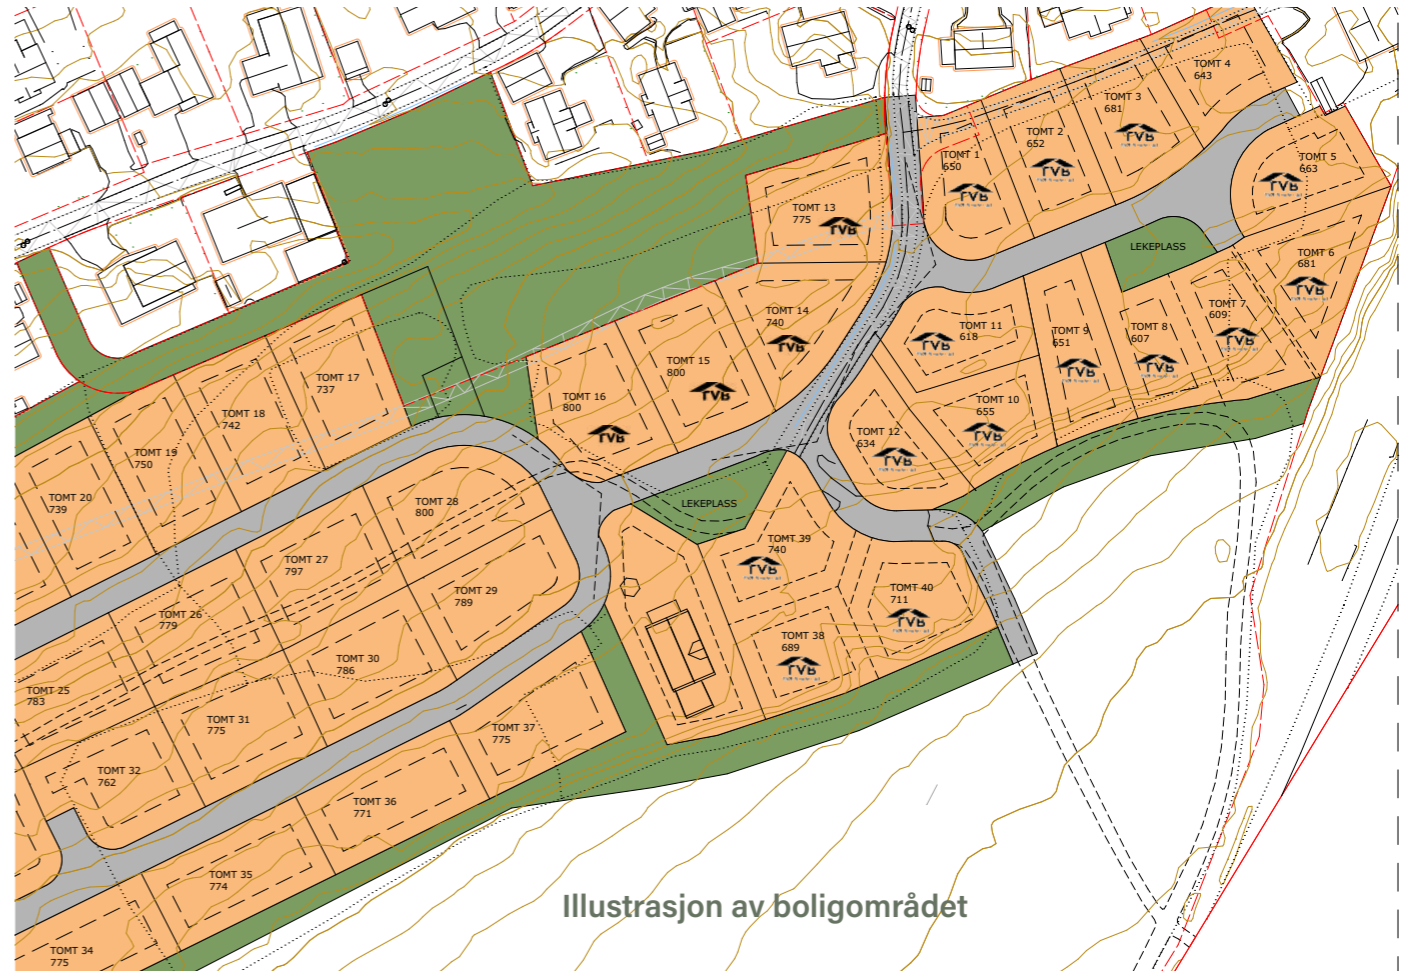 TOMT 4
643
TOMT 3
681
TOMT 2
652
TOMT 1
650
TOMT 5
663
TOMT 13
775
LEKEPLASS
TOMT 6
681
TOMT 7
609
TOMT 8
607
TOMT 9
651
TOMT 11
618
TOMT 14
740
TOMT 15
800
TOMT 16
800
TOMT 10
655
TOMT 12
634
TOMT 17
737
TOMT 18
742
TOMT 19
750
TOMT 20
739
TOMT 28
800
LEKEPLASS
TOMT 39
740
TOMT 27
797
TOMT 29
789
TOMT 40
711
TOMT 26
779
TOMT 38
689
TOMT 30
786
TOMT 25
783
TOMT 31
775
TOMT 37
775
TOMT 32
762
TOMT 36
771
TOMT 35
774
TOMT 34
775
Illustrasjon av boligområdet